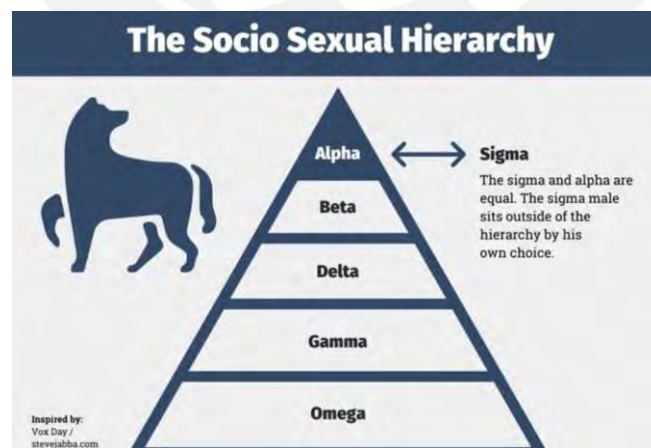 The Socio Sexual Hierarchy
Alpha
Sigma
The sigma and alpha are
equal. The sigma male
sits outside of the
hierarchy by his
own choice.
Beta
Delta
Gamma
Omega
Inspired by:
Vox Day /
stevejabba.com